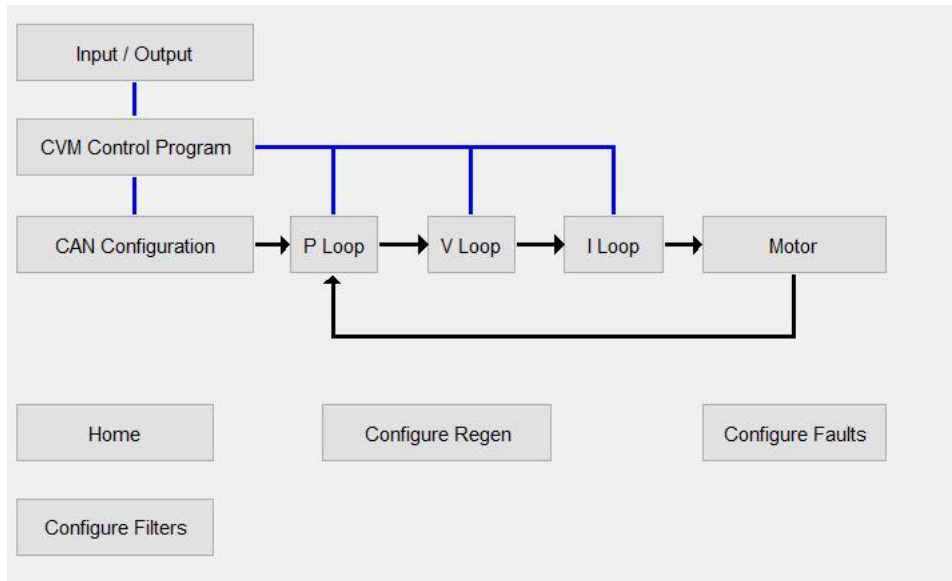 Input / Output
CVM Control Program
CAN Configuration
P Loop
V Loop
I Loop
Motor
Home
Configure Regen
Configure Faults
Configure Filters